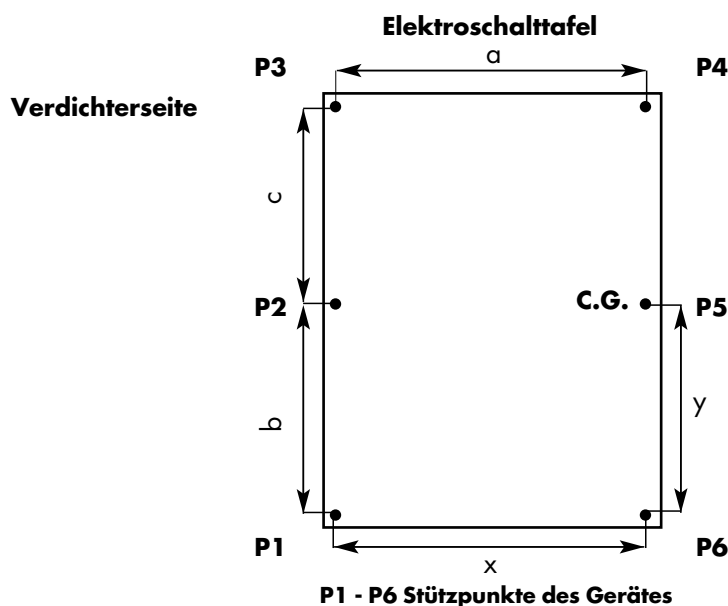 Elektroschalttafel
P3
a
P4
Verdichterseite
c
P2
C.G.
P5
b
y
P1
x
P6
P1 - P6 Stützpunkte des Gerätes